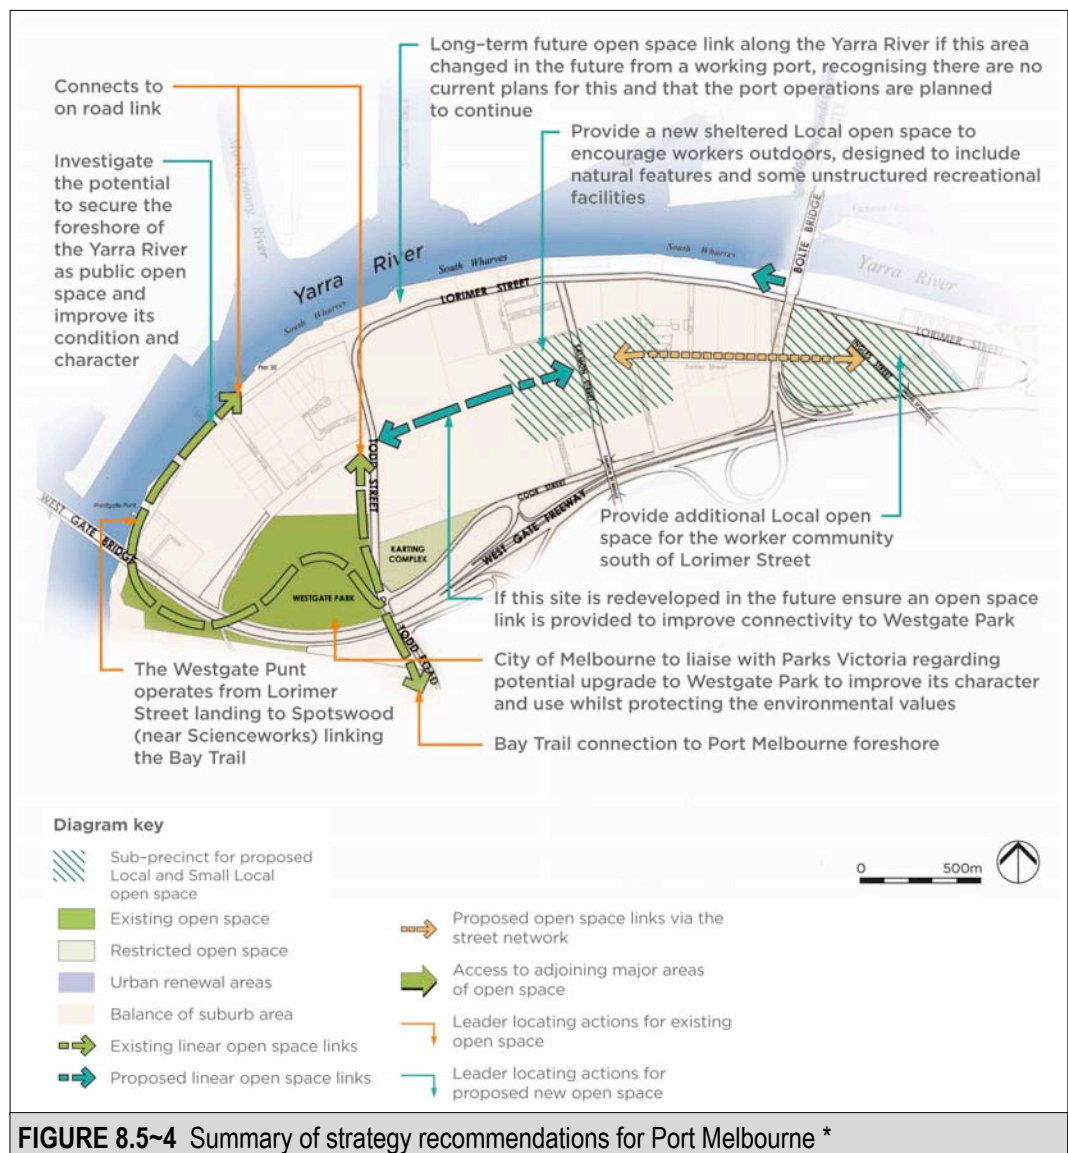 Long–term future open space link along the Yarra River if this area
changed in the future from a working port, recognising there are no
current plans for this and that the port operations are planned
to continue
Connects to
on road link
Provide a new sheltered Local open space to
encourage workers outdoors, designed to include
natural features and some unstructured recreational
facilities
Investigate
the potential
to secure the
foreshore of
the Yarra River
as public open
space and
improve its
condition and
character
Maribyrnong
River
Yarra River
South Wharves
South Wharves
South Wharves
LORIMER STREET
BOLTE BRIDGE
Yarra River
LORIMER STREET
INGLES STREET
SALMON STREET
Pier 35
TODD STREET
Westgate Punt
WEST GATE BRIDGE
COOK STREET
WEST GATE FREEWAY
KARTING
COMPLEX
WESTGATE PARK
TODD ROAD
Provide additional Local open
space for the worker community
south of Lorimer Street
If this site is redeveloped in the future ensure an open space
link is provided to improve connectivity to Westgate Park
The Westgate Punt
operates from Lorimer
Street landing to Spotswood
(near Scienceworks) linking
the Bay Trail
City of Melbourne to liaise with Parks Victoria regarding
potential upgrade to Westgate Park to improve its character
and use whilst protecting the environmental values
Bay Trail connection to Port Melbourne foreshore
Diagram key
Sub–precinct for proposed
Local and Small Local
open space
Existing open space
Restricted open space
Urban renewal areas
Balance of suburb area
Existing linear open space links
Proposed linear open space links
0 500m
Proposed open space links via the
street network
Access to adjoining major areas
of open space
Leader locating actions for existing
open space
Leader locating actions for
proposed new open space
FIGURE 8.5~4 Summary of strategy recommendations for Port Melbourne *